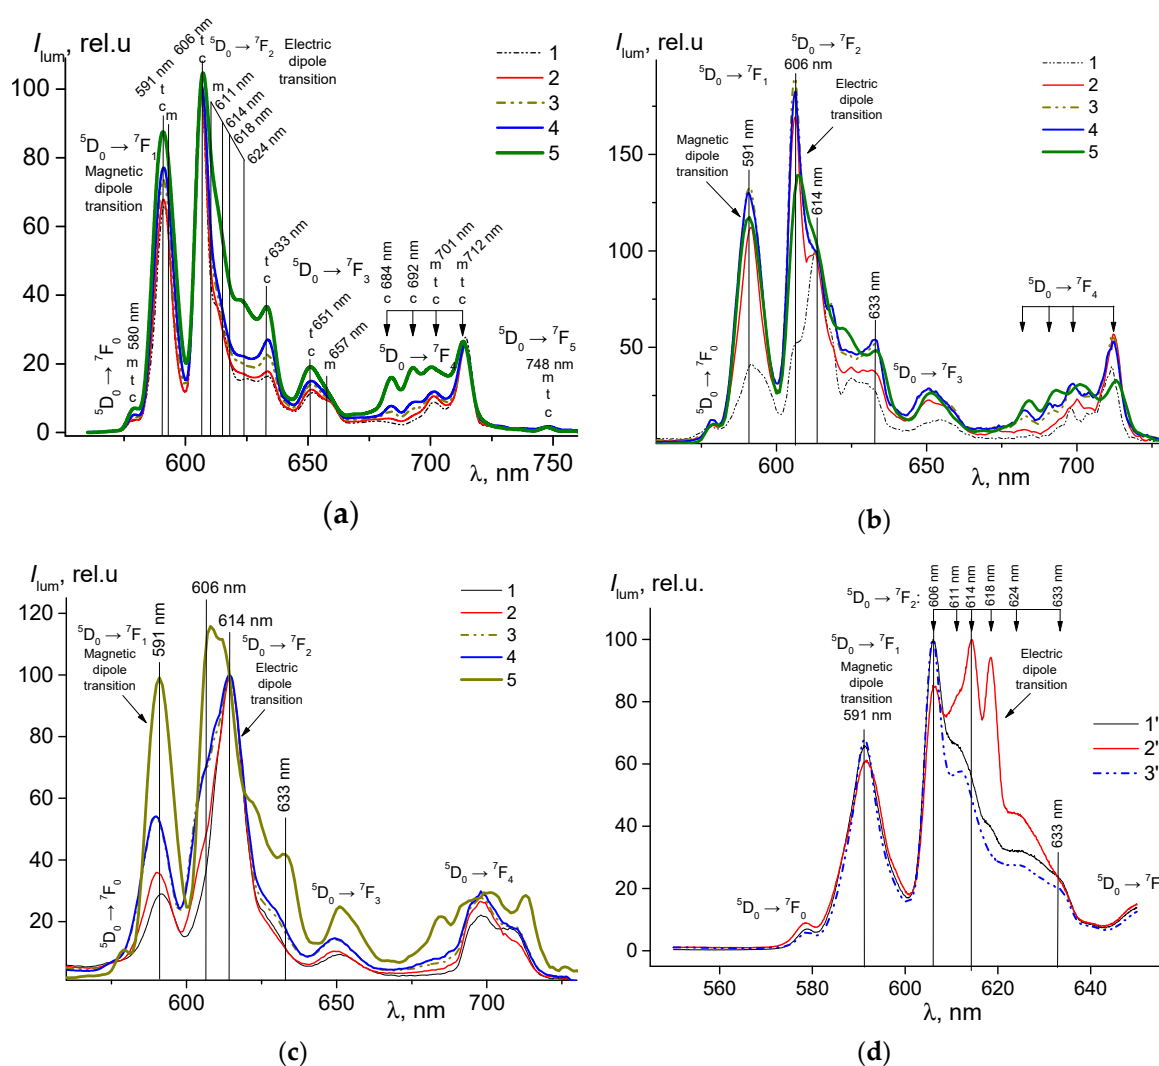 I_lum, rel.u
100
80
60
40
20
0
600
650
700
750
λ, nm
591 nm
606 nm
t
c
⁵D₀ → ⁷F₂
Electric
dipole
transition
1
2
3
4
5
t
c
m
m
611 nm
614 nm
618 nm
624 nm
⁵D₀ → ⁷F₁
Magnetic
dipole
transition
⁵D₀ → ⁷F₀
580 nm
m
t
c
633 nm
t
c
⁵D₀ → ⁷F₃
651 nm
t
c
657 nm
m
684 nm
c
692 nm
c
701 nm
m
t
c
712 nm
m
t
c
⁵D₀ → ⁷F₄
⁵D₀ → ⁷F₅
748 nm
m
t
c
(a)
I_lum, rel.u
150
100
50
600
650
700
λ, nm
⁵D₀ → ⁷F₂
606 nm
⁵D₀ → ⁷F₁
Electric
dipole
transition
1
2
3
4
5
Magnetic
dipole
transition
591 nm
614 nm
633 nm
⁵D₀ → ⁷F₀
⁵D₀ → ⁷F₃
⁵D₀ → ⁷F₄
(b)
I_lum, rel.u
120
100
80
60
40
20
600
650
700
λ, nm
606 nm
614 nm
591 nm
⁵D₀ → ⁷F₁
Magnetic
dipole
transition
⁵D₀ → ⁷F₂
Electric
dipole
transition
1
2
3
4
5
633 nm
⁵D₀ → ⁷F₀
⁵D₀ → ⁷F₃
⁵D₀ → ⁷F₄
(c)
I_lum, rel.u.
100
80
60
40
20
0
560
580
600
620
640
λ, nm
⁵D₀ → ⁷F₂:
606 nm
611 nm
614 nm
618 nm
624 nm
633 nm
⁵D₀ → ⁷F₁
Magnetic
dipole
transition
591 nm
Electric
dipole
transition
1'
2'
3'
633 nm
⁵D₀ → ⁷F₀
⁵D₀ → ⁷F
(d)